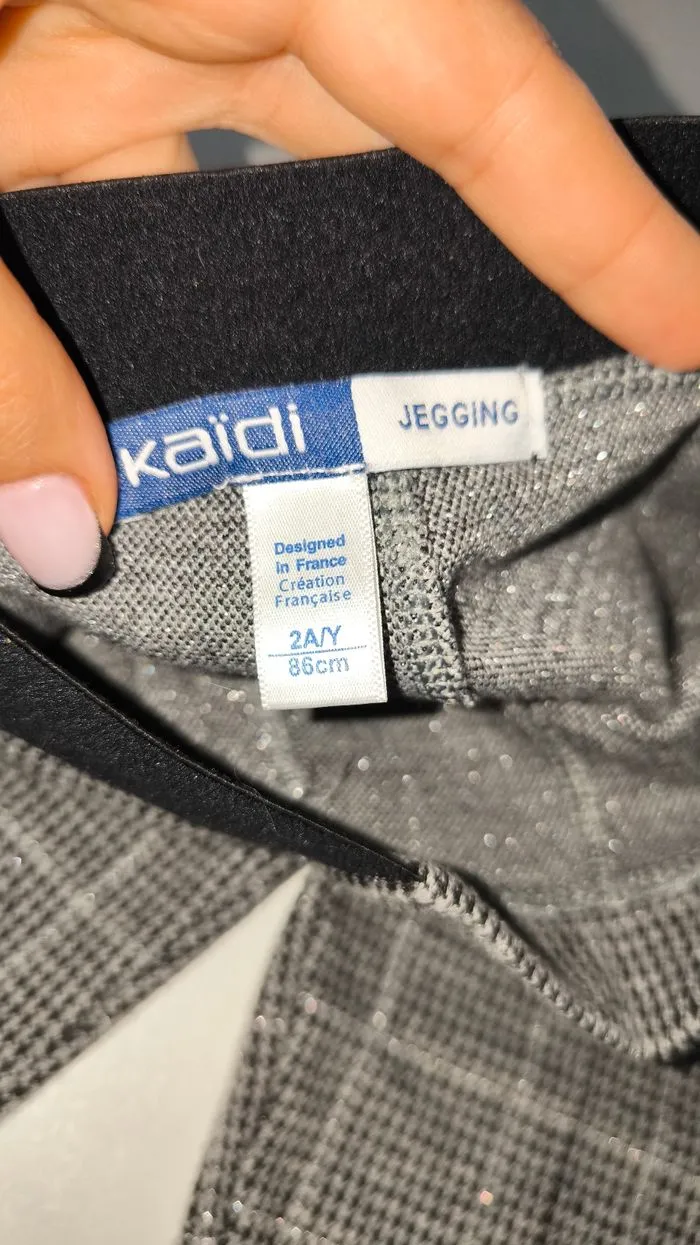 kaïdi
JEGGING
Designed
in France
Création
Française
2A/Y
86cm